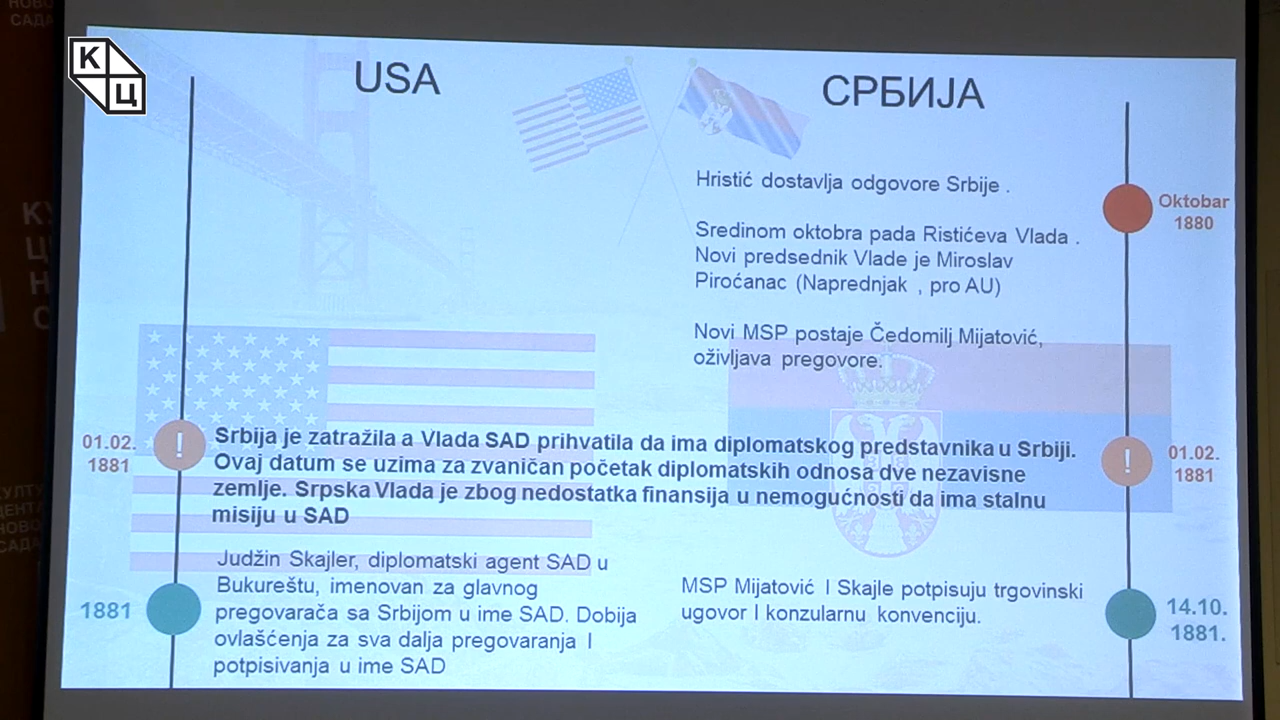 НОВО
САДА
К
Ц
USA
СРБИЈА
Hristić dostavlja odgovore Srbije .
Oktobar
1880
Sredinom oktobra pada Ristićeva Vlada .
Novi predsednik Vlade je Miroslav
Piroćanac (Naprednjak , pro AU)
Novi MSP postaje Čedomilj Mijatović,
oživljava pregovore.
01.02.
1881
!
Srbija je zatražila a Vlada SAD prihvatila da ima diplomatskog predstavnika u Srbiji.
Ovaj datum se uzima za zvaničan početak diplomatskih odnosa dve nezavisne
zemlje. Srpska Vlada je zbog nedostatka finansija u nemogućnosti da ima stalnu
misiju u SAD
!
01.02.
1881
1881
Judžin Skajler, diplomatski agent SAD u
Bukureštu, imenovan za glavnog
pregovarača sa Srbijom u ime SAD. Dobija
ovlašćenja za sva dalja pregovaranja I
potpisivanja u ime SAD
MSP Mijatović I Skajle potpisuju trgovinski
ugovor I konzularnu konvenciju.
14.10.
1881.